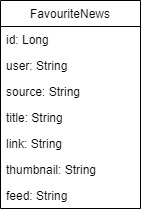 FavouriteNews
id: Long
user: String
source: String
title: String
link: String
thumbnail: String
feed: String